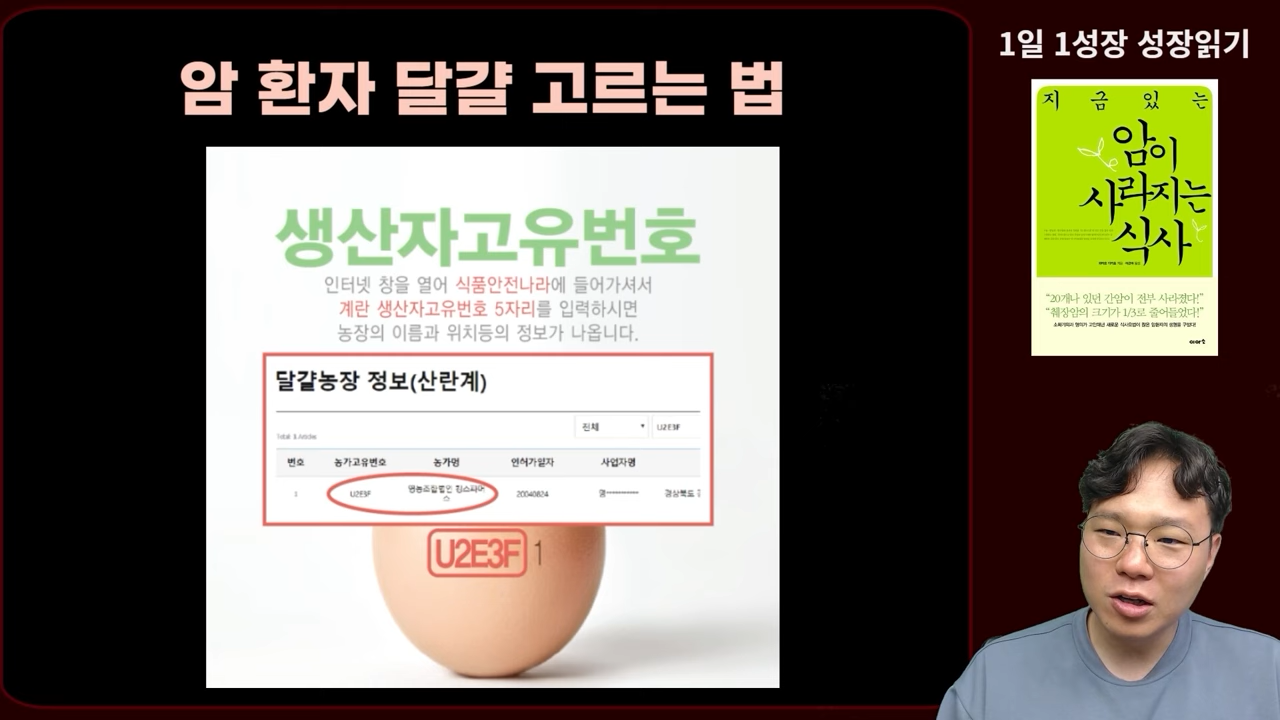 암 환자 달걀 고르는 법
생산자고유번호
인터넷 창을 열어 식품안전나라에 들어가셔서
계란 생산자고유번호 5자리를 입력하시면
농장의 이름과 위치등의 정보가 나옵니다.
달걀농장 정보(산란계)
전체
U2E3F
번호 농가고유번호 농가명 인허가일자 사업자명
1 U2E3F 20040824
U2E3F 1
1일 1성장 성장읽기
지금 있는
암이
사라지는
식사
“20개나 있던 간암이 전부 사라졌다!”
“췌장암의 크기가 1/3로 줄어들었다!”